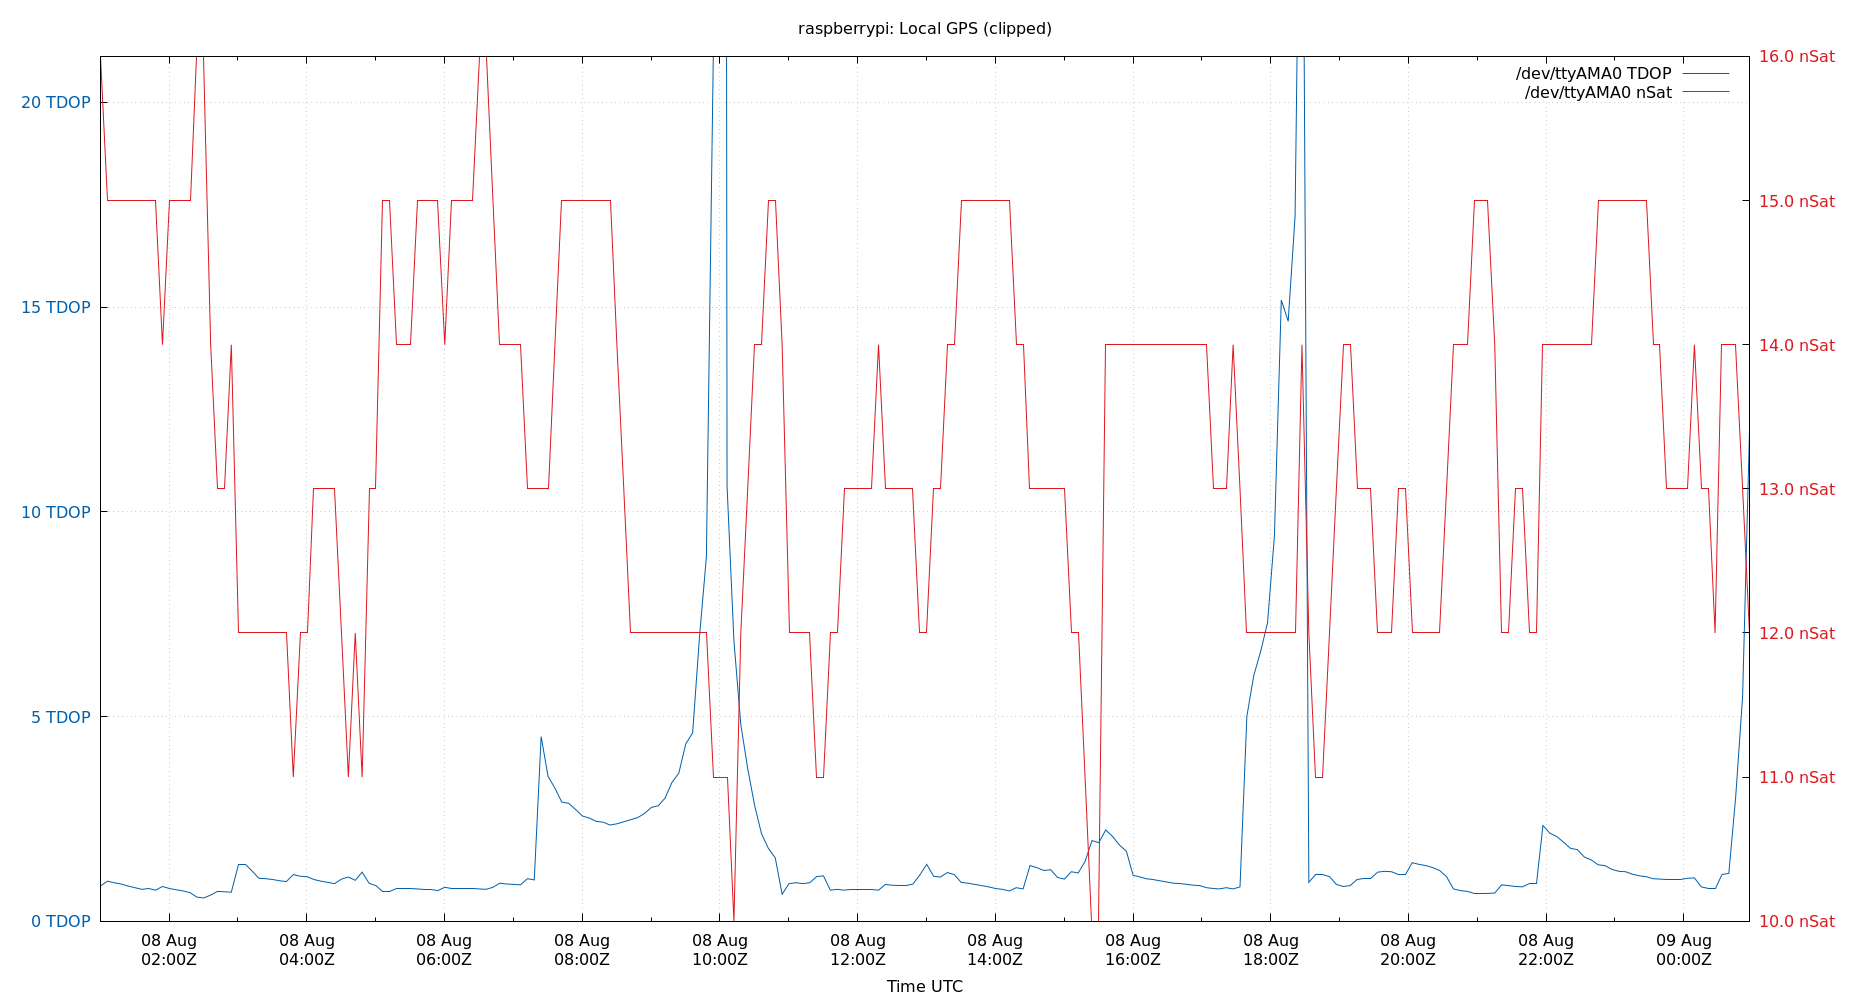 raspberrypi: Local GPS (clipped)
/dev/ttyAMA0 TDOP
/dev/ttyAMA0 nSat
20 TDOP
15 TDOP
10 TDOP
5 TDOP
0 TDOP
16.0 nSat
15.0 nSat
14.0 nSat
13.0 nSat
12.0 nSat
11.0 nSat
10.0 nSat
08 Aug 08 Aug 08 Aug 08 Aug 08 Aug 08 Aug 08 Aug 08 Aug 08 Aug 08 Aug 08 Aug 09 Aug
02:00Z 04:00Z 06:00Z 08:00Z 10:00Z 12:00Z 14:00Z 16:00Z 18:00Z 20:00Z 22:00Z 00:00Z
Time UTC